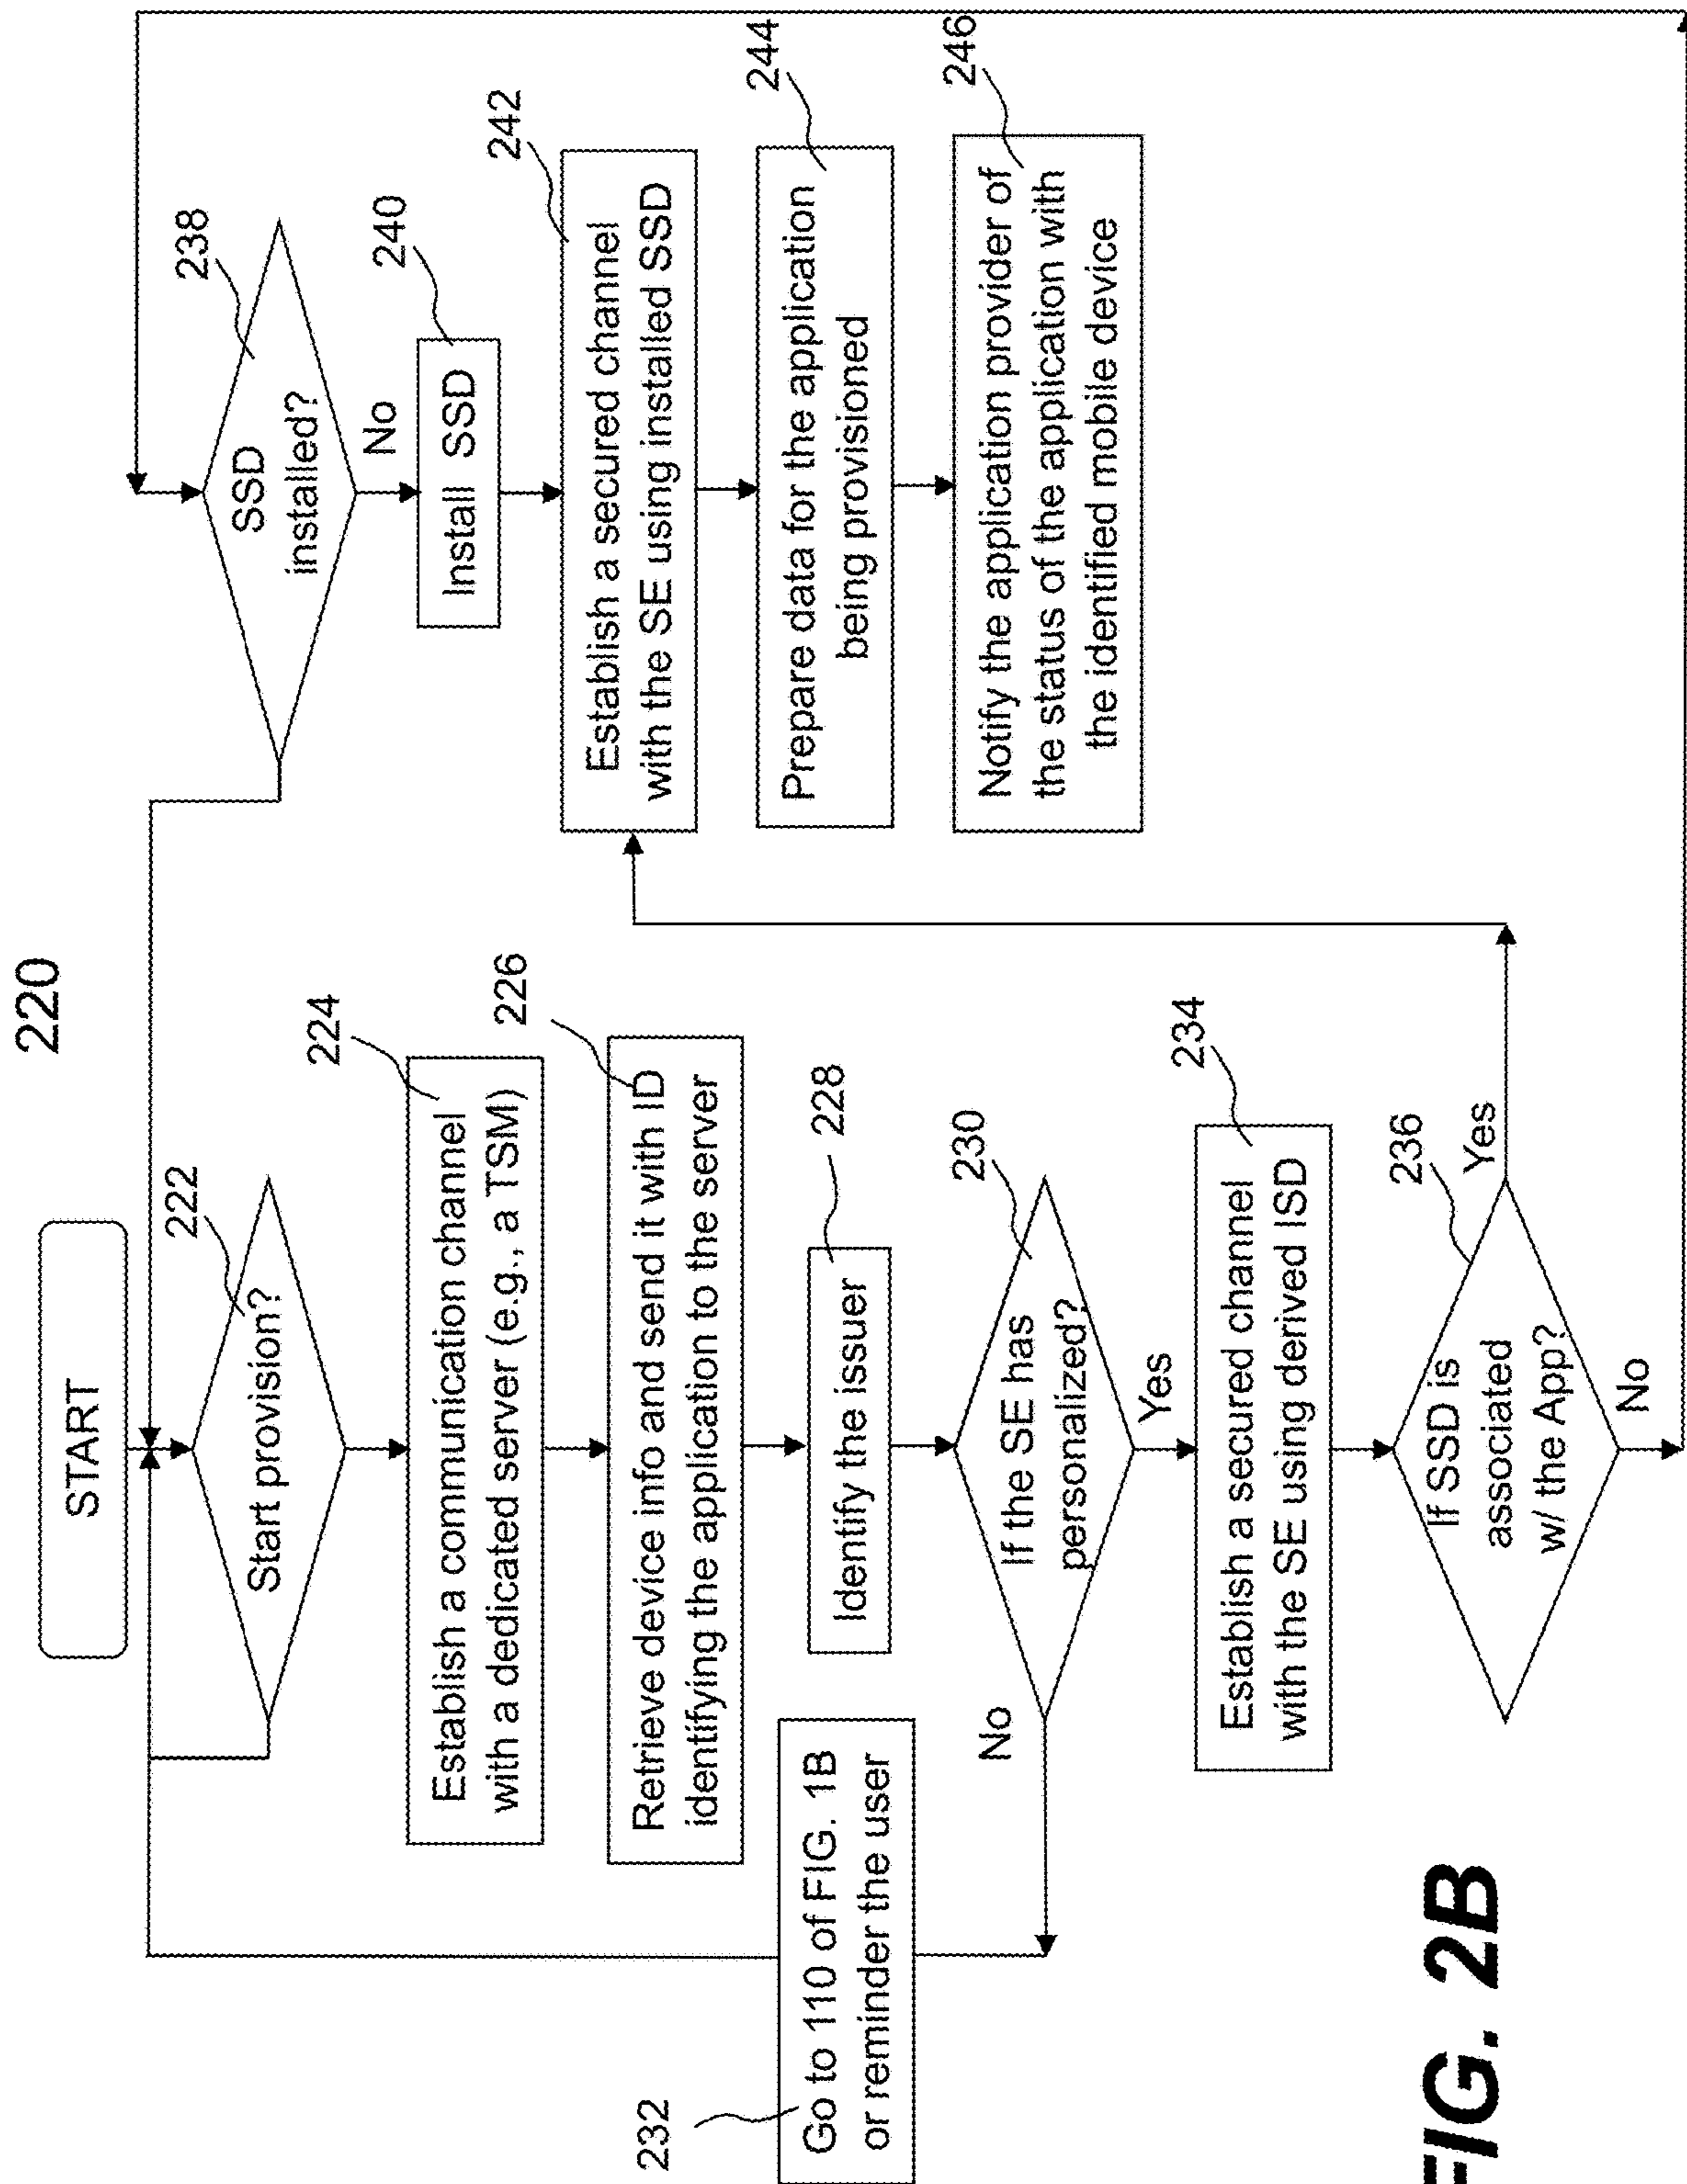 220
START
222
Start provision?
224
Establish a communication channel
with a dedicated server (e.g., a TSM)
226
Retrieve device info and send it with ID
identifying the application to the server
228
Identify the issuer
230
If the SE has
personalized?
No
Yes
232
Go to 110 of FIG. 1B
or reminder the user
234
Establish a secured channel
with the SE using derived ISD
236
If SSD is
associated
w/ the App?
Yes
No
238
SSD
installed?
No
240
Install SSD
242
Establish a secured channel
with the SE using installed SSD
244
Prepare data for the application
being provisioned
246
Notify the application provider of
the status of the application with
the identified mobile device
FIG. 2B